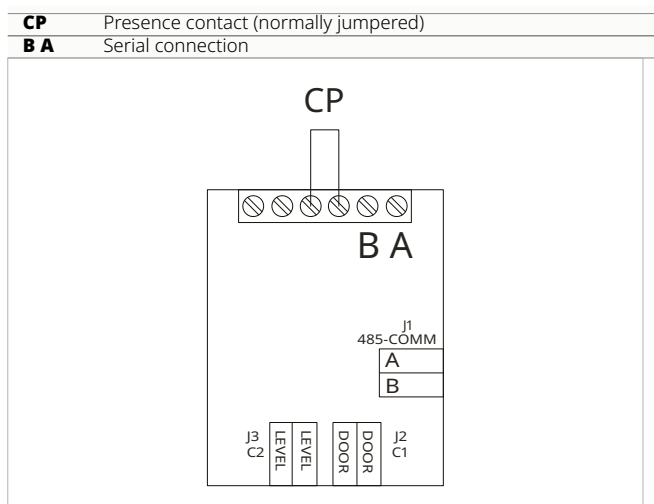 CP Presence contact (normally jumpered)
B A Serial connection
CP
B A
J1
485-COMM
A
B
J3
C2
LEVEL
LEVEL
DOOR
DOOR
J2
C1